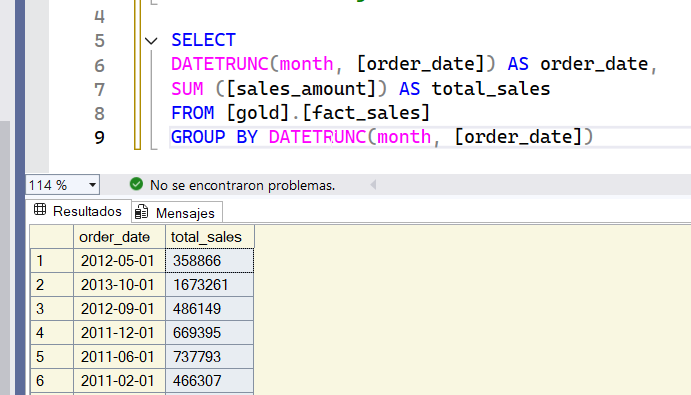 4
5 SELECT
6 DATETRUNC(month, [order_date]) AS order_date,
7 SUM ([sales_amount]) AS total_sales
8 FROM [gold].[fact_sales]
9 GROUP BY DATETRUNC(month, [order_date])
114 % No se encontraron problemas.
Resultados Mensajes
order_date total_sales
1 2012-05-01 358866
2 2013-10-01 1673261
3 2012-09-01 486149
4 2011-12-01 669395
5 2011-06-01 737793
6 2011-02-01 466307